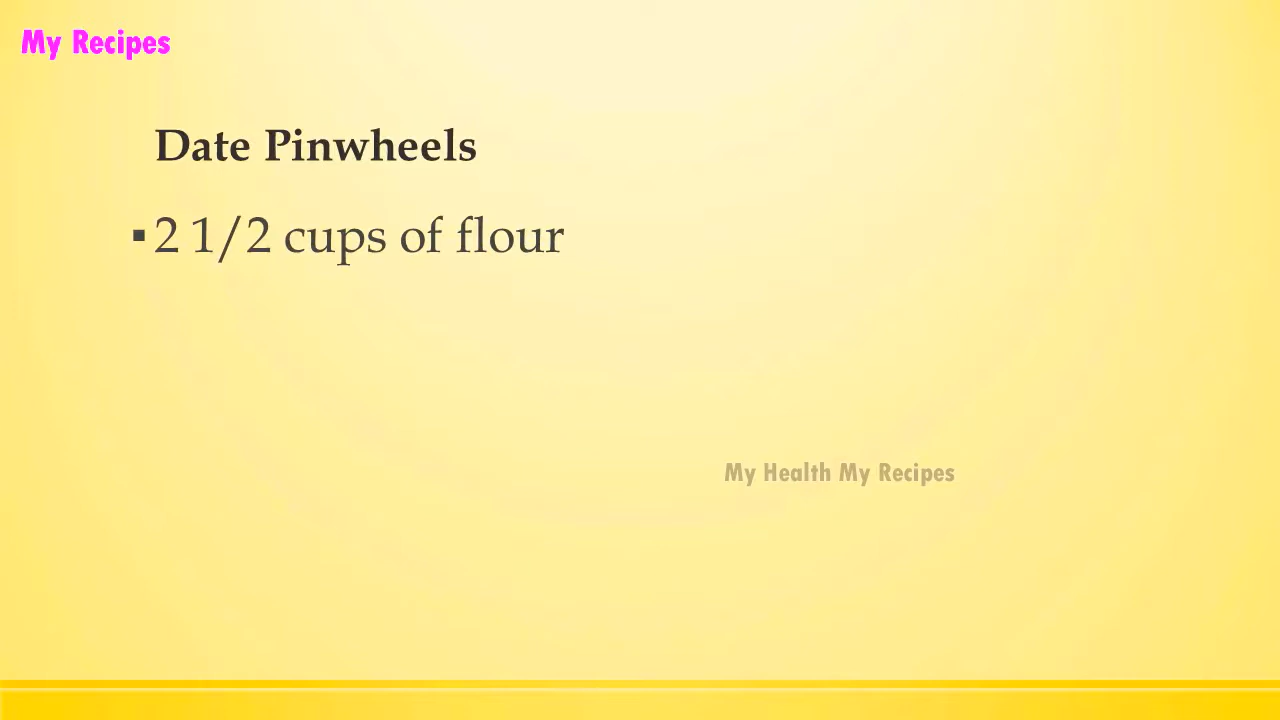 My Recipes
Date Pinwheels
▪2 1/2 cups of flour
My Health My Recipes